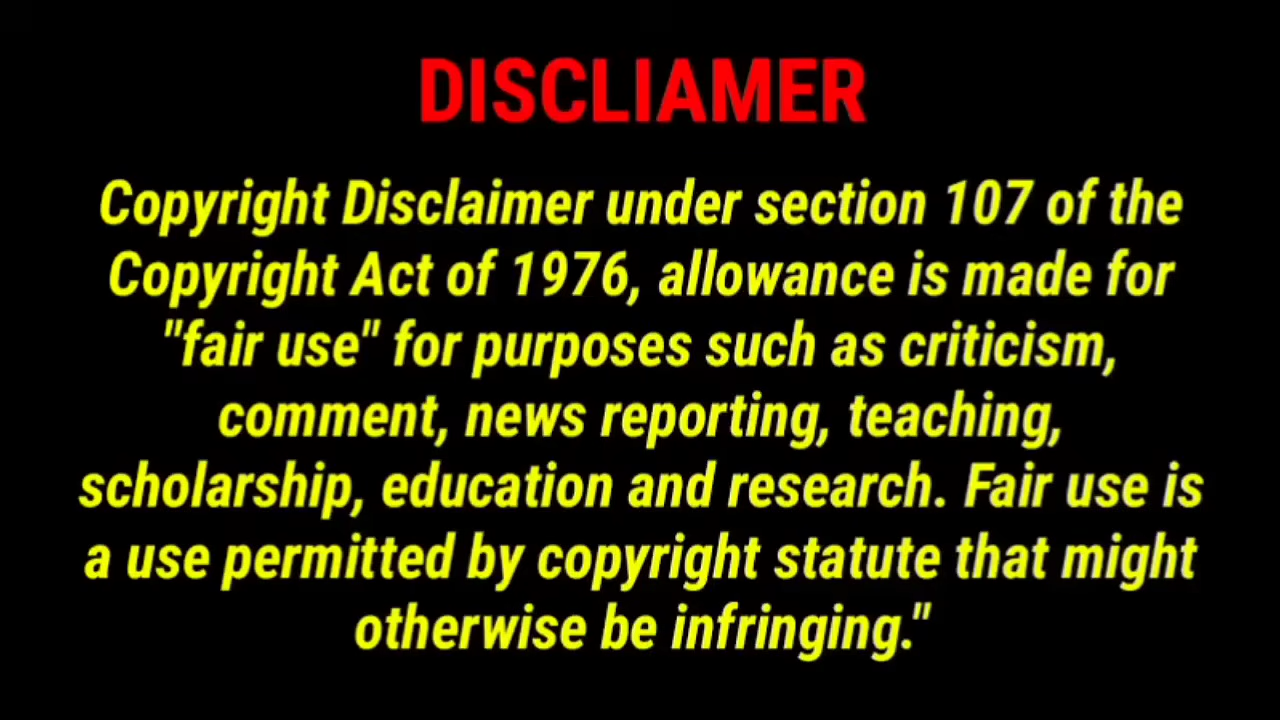 DISCLIAMER
Copyright Disclaimer under section 107 of the
Copyright Act of 1976, allowance is made for
"fair use" for purposes such as criticism,
comment, news reporting, teaching,
scholarship, education and research. Fair use is
a use permitted by copyright statute that might
otherwise be infringing."